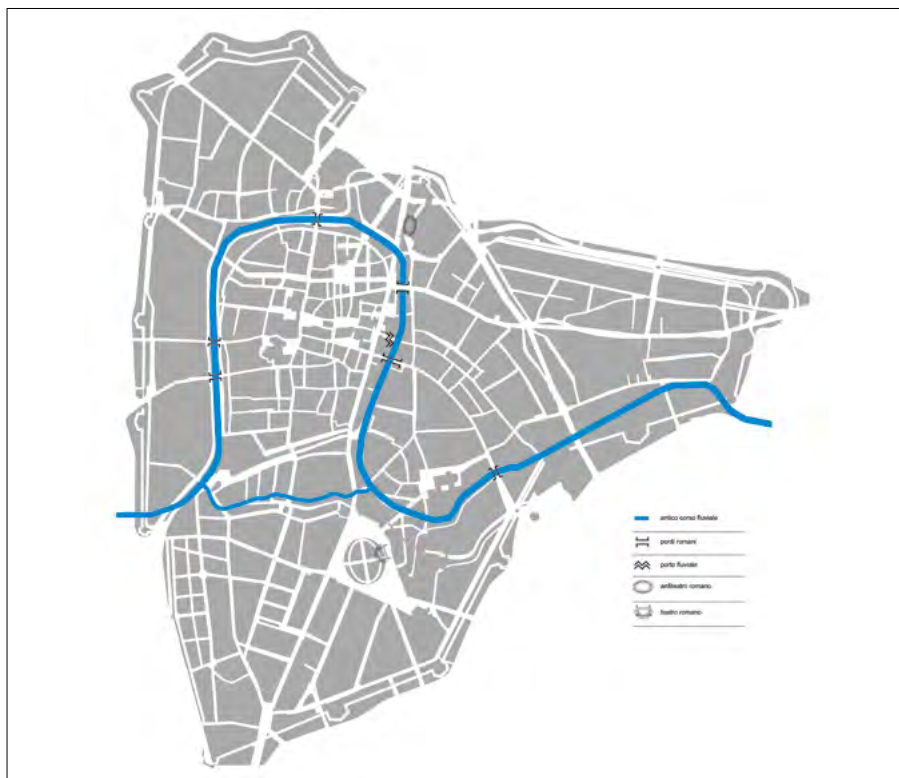 antico corso fluviale
ponti romani
porto fluviale
anfiteatro romano
teatro romano